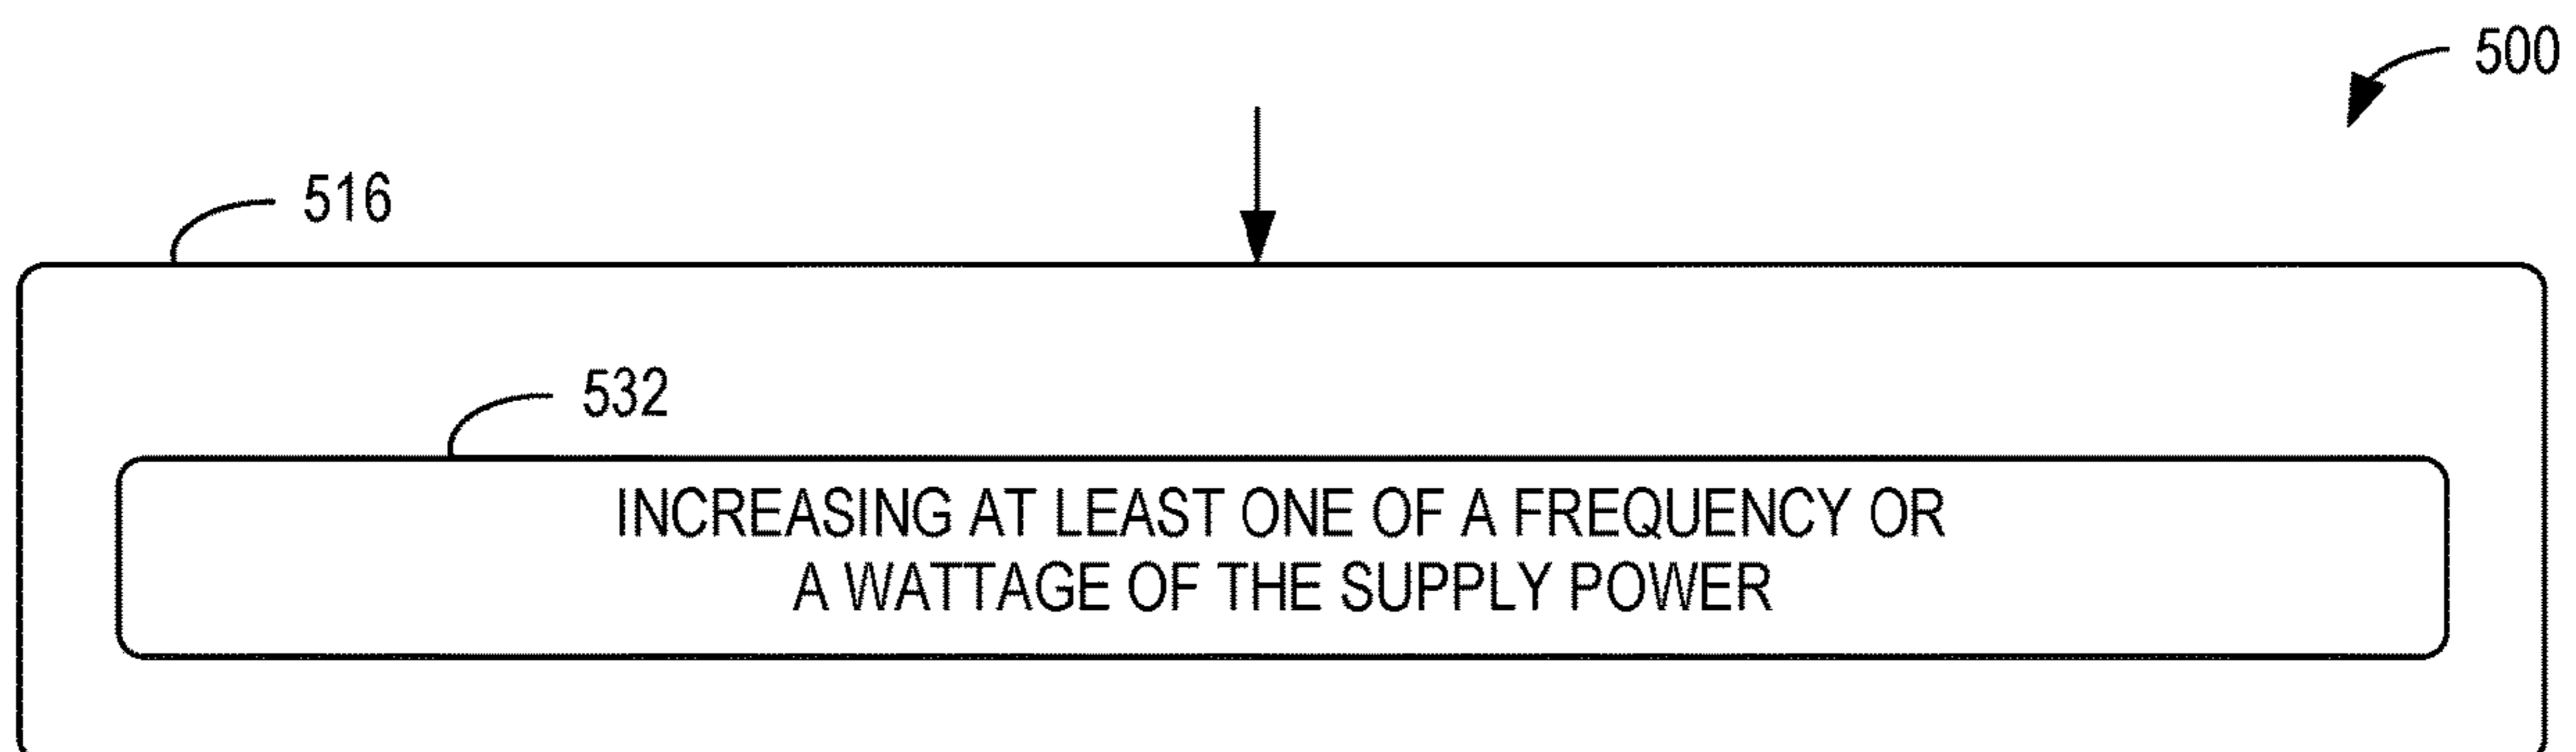 500
516
532
INCREASING AT LEAST ONE OF A FREQUENCY OR
A WATTAGE OF THE SUPPLY POWER